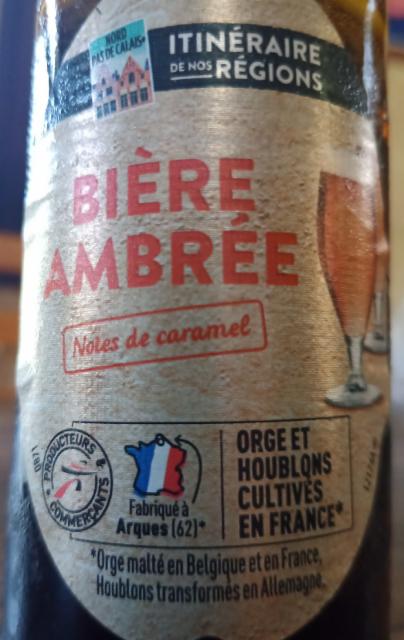 NORD
PAS DE CALAIS*
ITINÉRAIRE
DE NOS RÉGIONS
BIÈRE
AMBRÉE
Notes de caramel
PRODUCTEURS &
COMMERÇANTS
Fabriqué à
Arques (62)*
ORGE ET
HOUBLONS
CULTIVÉS
EN FRANCE*
*Orge malté en Belgique et en France,
Houblons transformés en Allemagne.